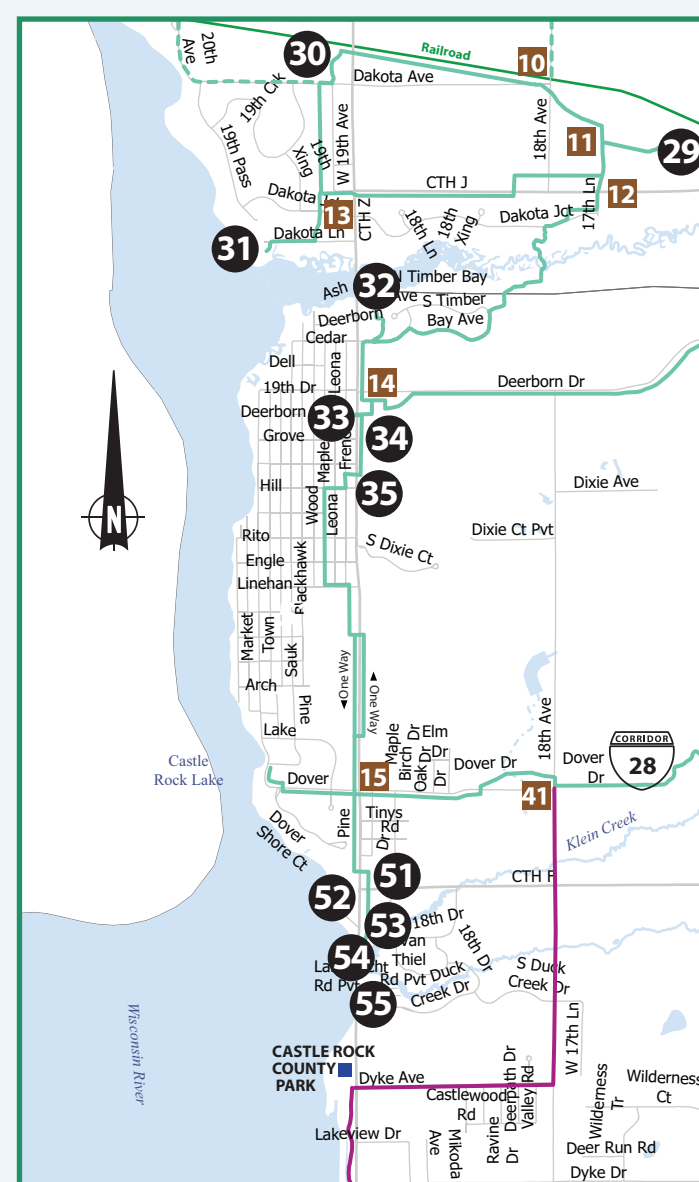 20th
Ave
30
Railroad
10
Dakota Ave
19th Crk
19th Pass
19th
Xing
W 19th Ave
18th Ave
11
29
CTH J
12
17th Ln
Dakota
13
CTH Z
Dakota Ln
31
18th Ln
18th
Xing
Dakota Jct
Ash
32
Timber Bay
Ave
S Timber
Bay Ave
Deerborn
Cedar
Dell
Leona
19th Dr
14
Deerborn Dr
Deerborn
33
Grove
34
Maple
Hill
35
Wood
Leona
Dixie Ave
Dixie Ct Pvt
N
Rito
S Dixie Ct
Engle
Linehan
Blackhawk
Market
Town
Sauk
Arch
Pine
One Way
One Way
Lake
18th Ave
Maple
Birch Dr
Elm
Dr
Oak
Dr
Dr
Dover Dr
Dover
Dr
CORRIDOR
28
Castle
Rock Lake
Dover
15
41
Dover
Shore Ct
Pine
Tinys
Rd
Dr
Klein Creek
51
CTH F
52
53
18th Dr
18th Dr
54
Van
Thiel
Rd Pvt
Rd Pvt
Duck
Creek Dr
S Duck
Creek Dr
55
Wisconsin River
W 17th Ln
CASTLE ROCK
COUNTY
PARK
Dyke Ave
Castlewood
Rd
Deerpath Dr
Valley Rd
Ravine
Dr
Wilderness
Tr
Wilderness
Ct
Lakeview Dr
Ave
Mikoda
Deer Run Rd
Dyke Dr